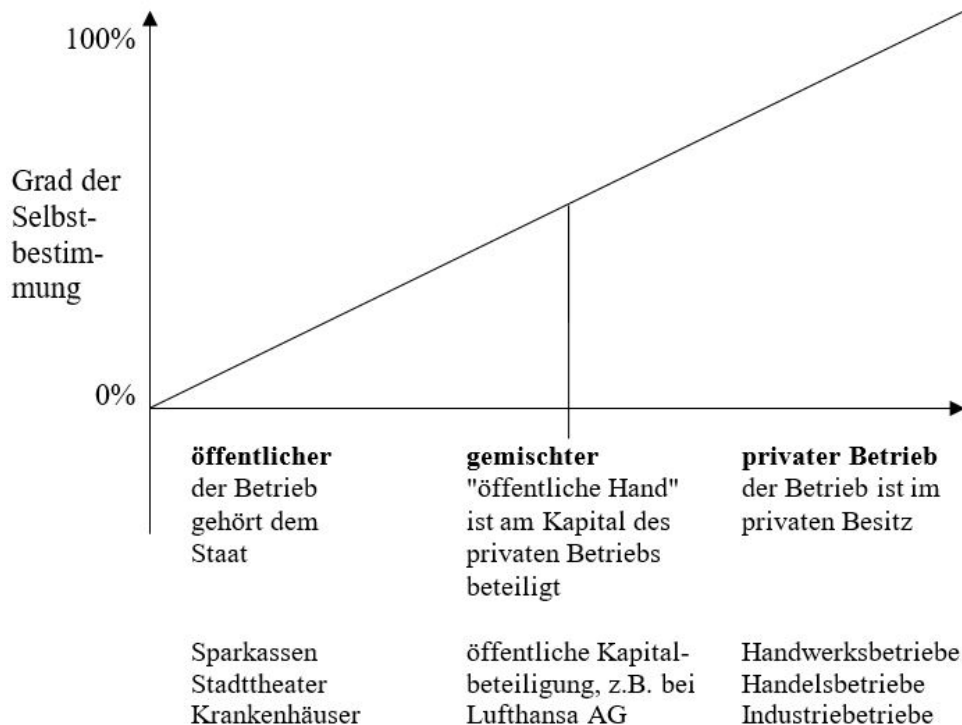 100%
Grad der
Selbst-
bestim-
mung
0%
öffentlicher
der Betrieb
gehört dem
Staat
gemischter
"öffentliche Hand"
ist am Kapital des
privaten Betriebs
beteiligt
privater Betrieb
der Betrieb ist im
privaten Besitz
Sparkassen
Stadttheater
Krankenhäuser
öffentliche Kapital-
beteiligung, z.B. bei
Lufthansa AG
Handwerksbetriebe
Handelsbetriebe
Industriebetriebe